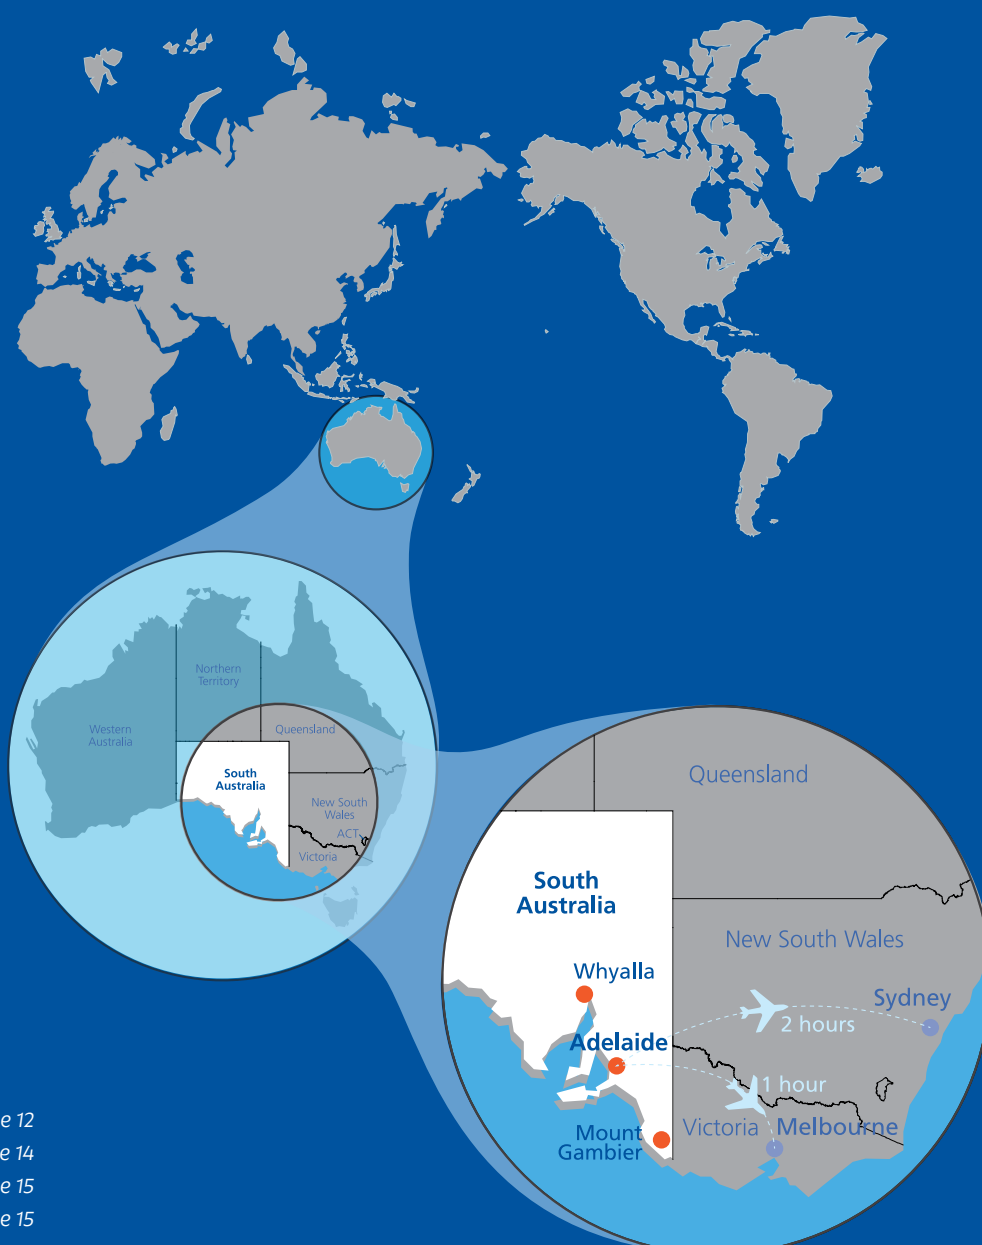 Northern
Territory
Western
Australia
Queensland
South
Australia
New South
Wales
ACT
Victoria
Queensland
South
Australia
New South Wales
Whyalla
Sydney
2 hours
Adelaide
1 hour
Mount
Gambier
Victoria
Melbourne
e 12
e 14
e 15
e 15